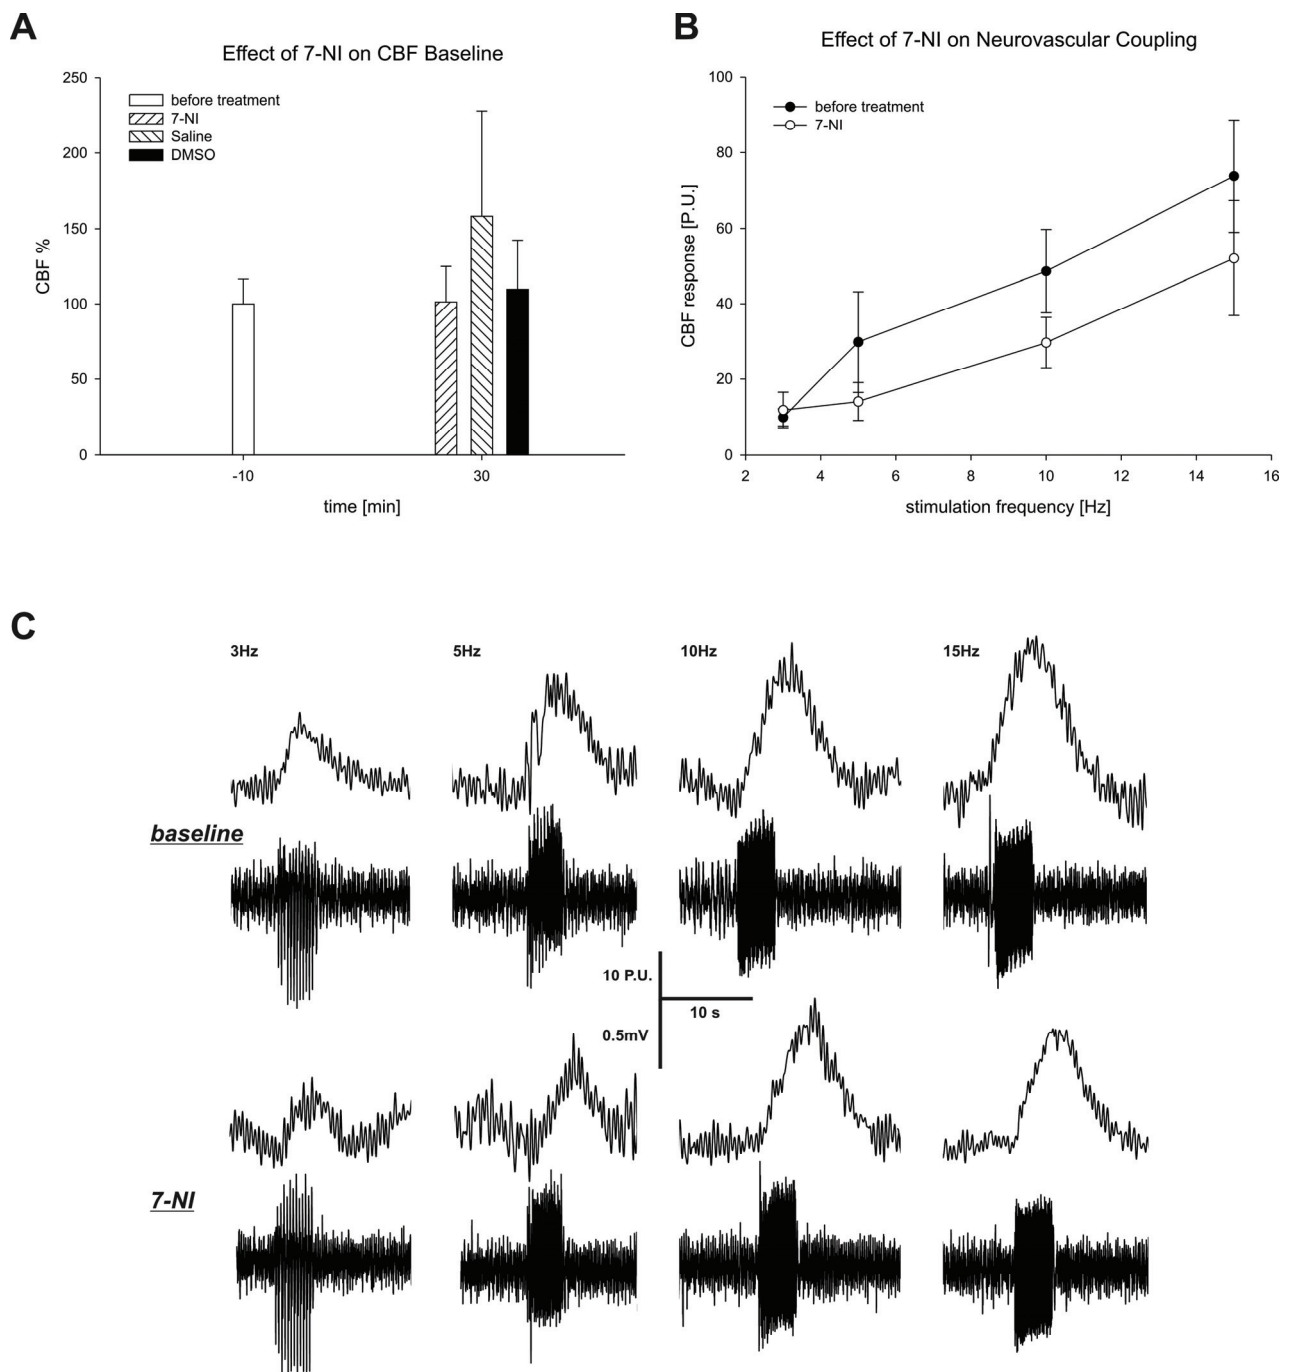 A
Effect of 7-NI on CBF Baseline
250
200
150
100
50
0
CBF %
before treatment
7-NI
Saline
DMSO
-10
30
time [min]
B
Effect of 7-NI on Neurovascular Coupling
100
80
60
40
20
0
CBF response [P.U.]
before treatment
7-NI
2
4
6
8
10
12
14
16
stimulation frequency [Hz]
C
3Hz
5Hz
10Hz
15Hz
baseline
10 P.U.
10 s
0.5mV
7-NI